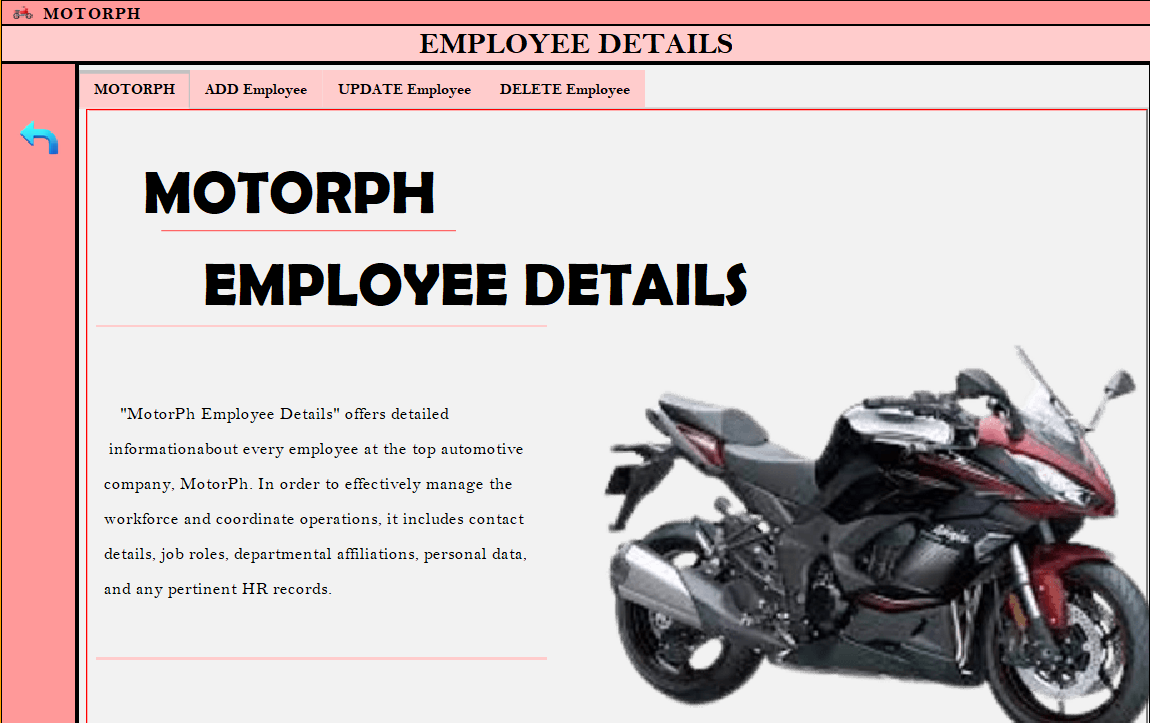 MOTORPH
EMPLOYEE DETAILS
MOTORPH ADD Employee UPDATE Employee DELETE Employee
MOTORPH
EMPLOYEE DETAILS
"MotorPh Employee Details" offers detailed
informationabout every employee at the top automotive
company, MotorPh. In order to effectively manage the
workforce and coordinate operations, it includes contact
details, job roles, departmental affiliations, personal data,
and any pertinent HR records.
Ninja